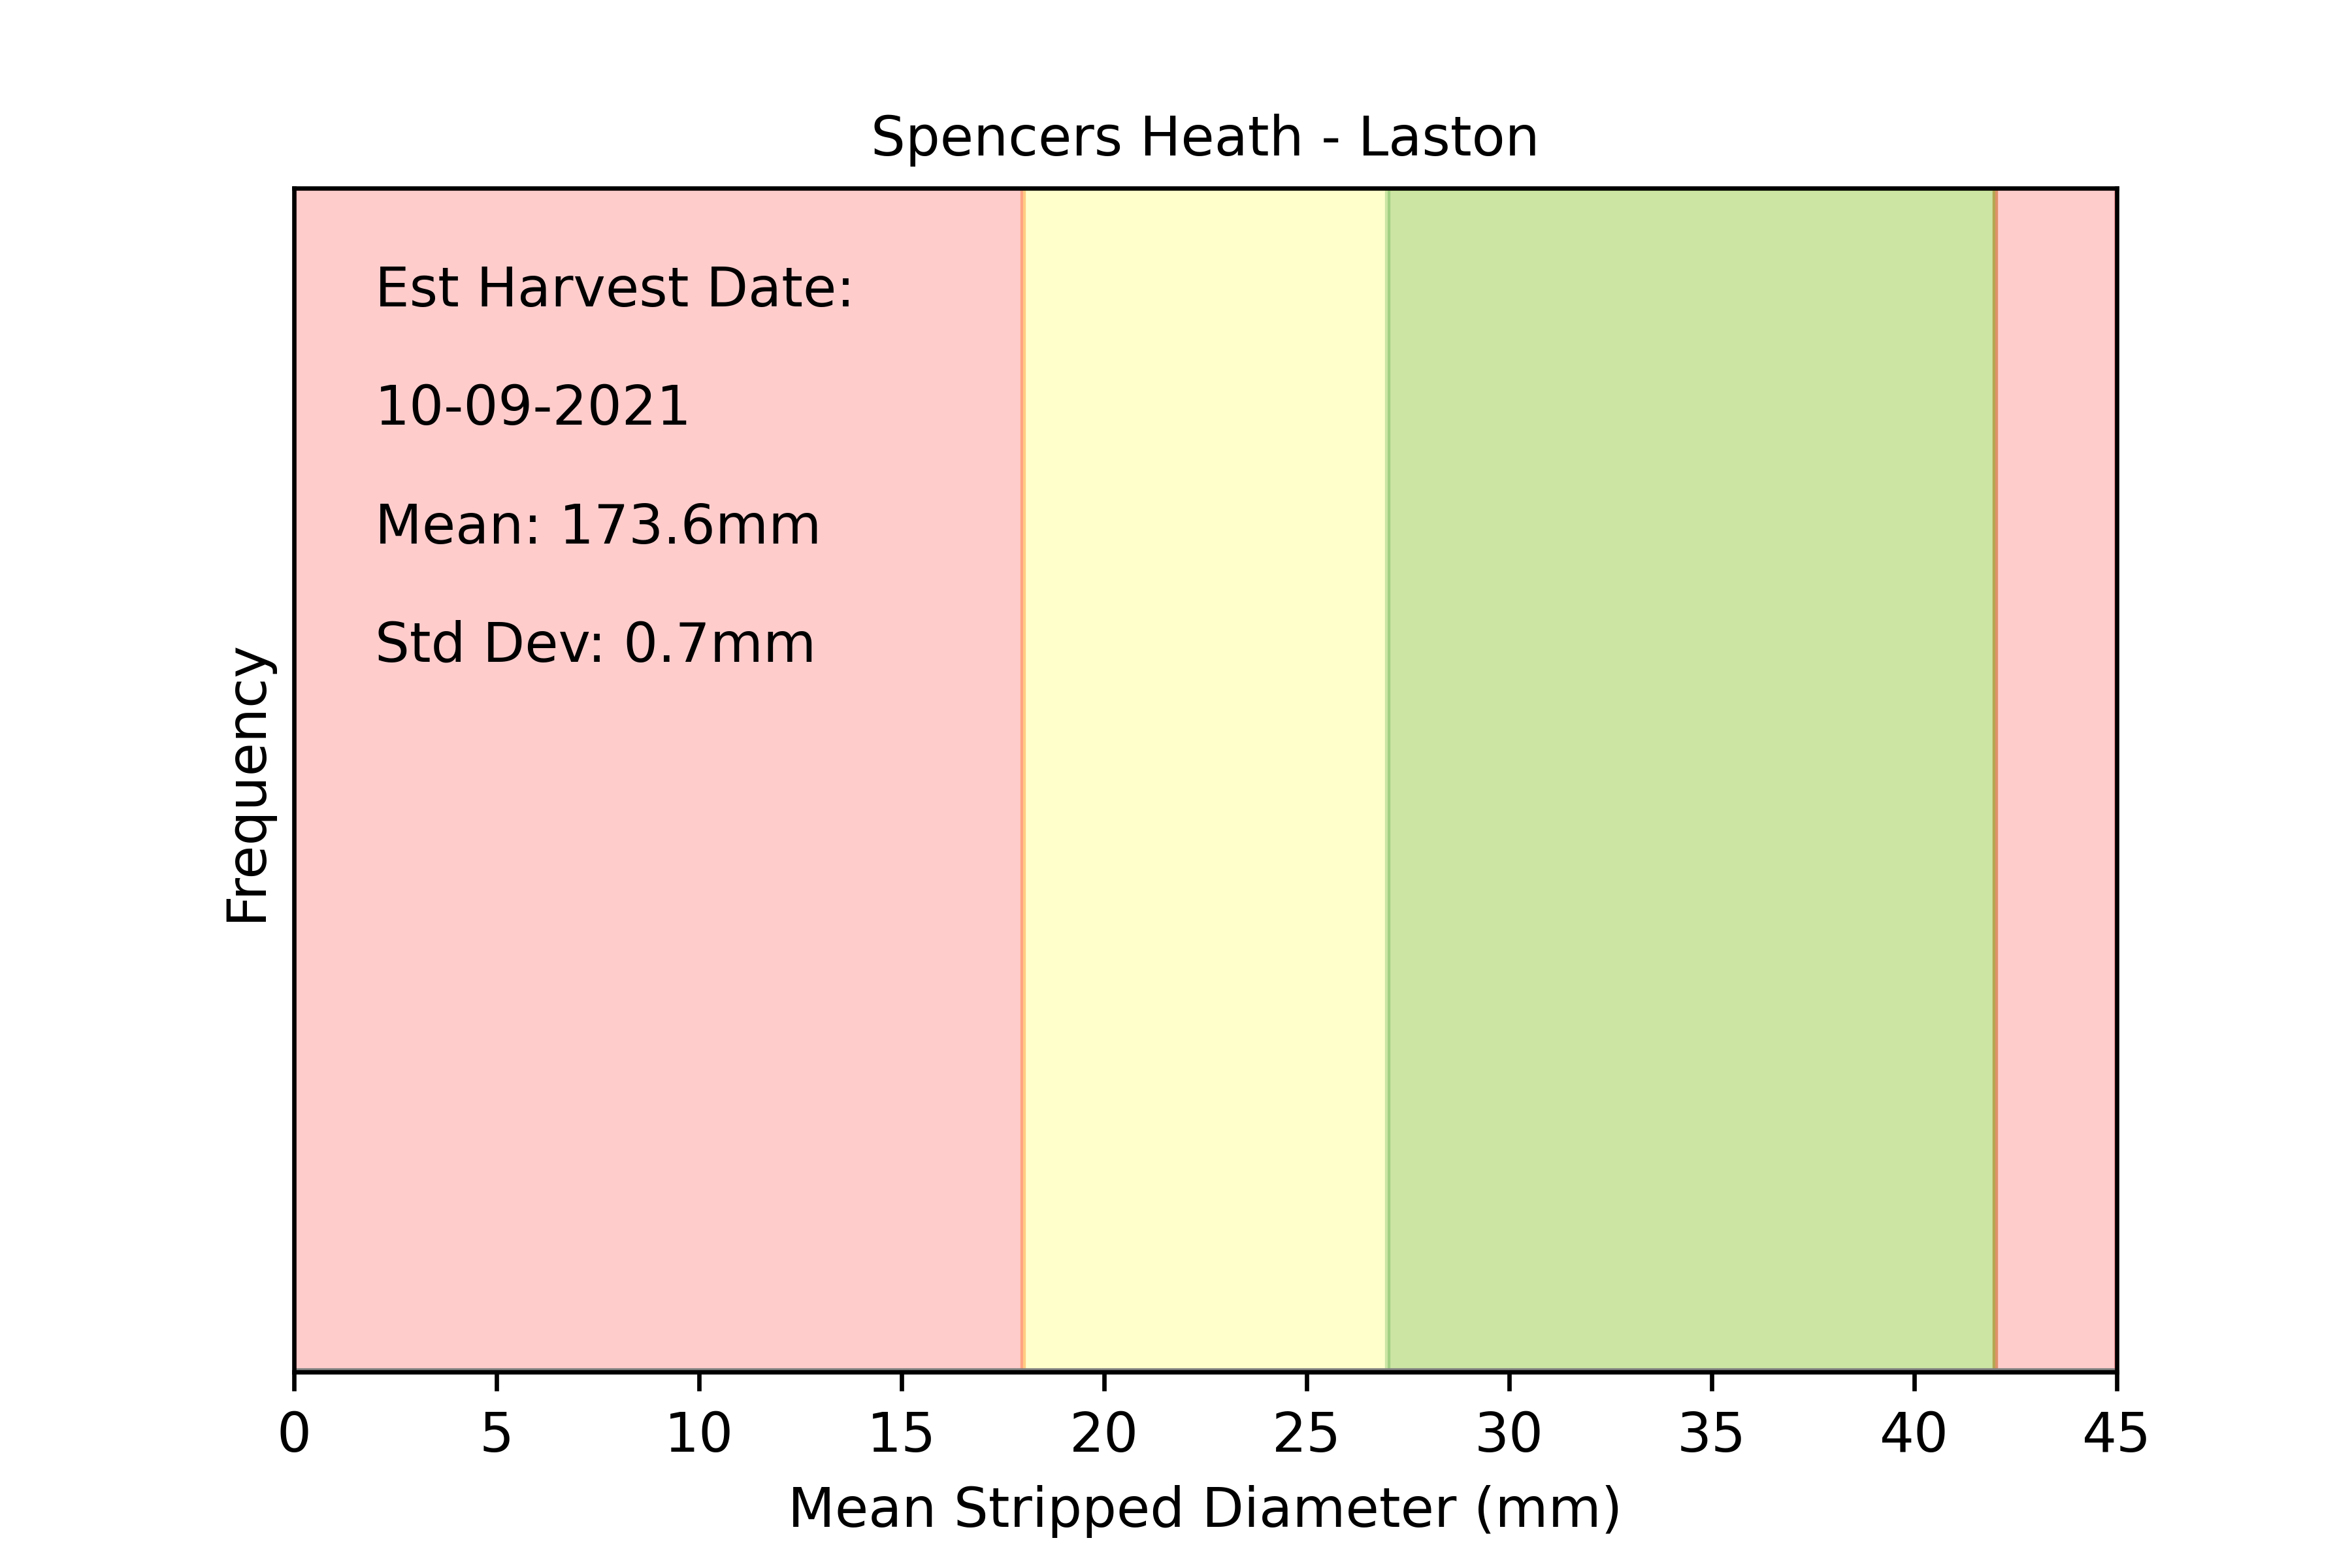 Spencers Heath - Laston
Est Harvest Date:
10-09-2021
Mean: 173.6mm
Std Dev: 0.7mm
Frequency
0 5 10 15 20 25 30 35 40 45
Mean Stripped Diameter (mm)